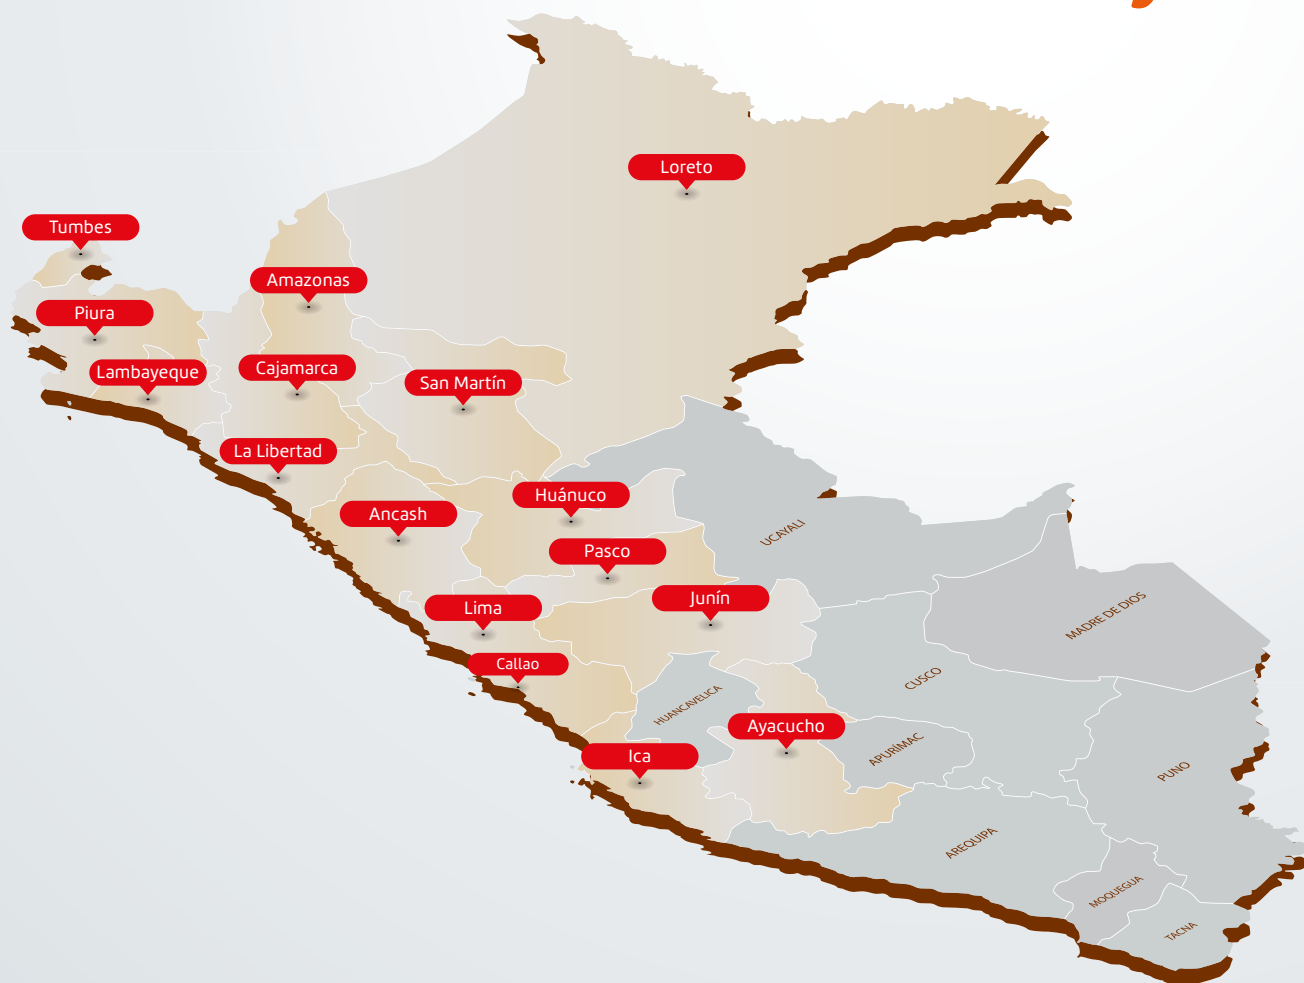 Loreto
Tumbes
Amazonas
Piura
Cajamarca
Lambayeque
San Martín
La Libertad
Huánuco
Ancash
UCAYALI
Pasco
Junín
Lima
MADRE DE DIOS
Callao
CUSCO
HUANCAVELICA
Ayacucho
APURÍMAC
Ica
PUNO
AREQUIPA
MOQUEGUA
TACNA